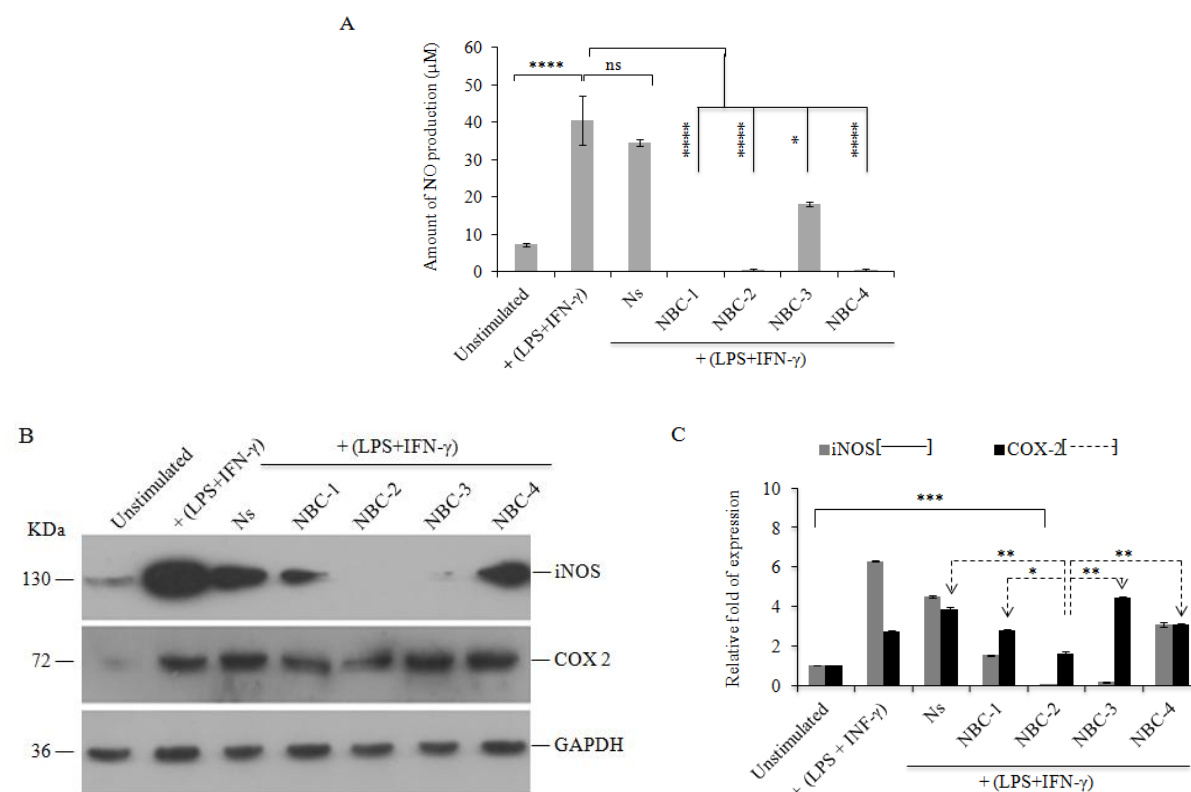 A
Amount of NO production (μM)
60
50
40
30
20
10
0
****
ns
****
****
*
****
Unstimulated
+ (LPS+IFN-γ)
Ns
NBC-1
NBC-2
NBC-3
NBC-4
+ (LPS+IFN-γ)
B
+ (LPS+IFN-γ)
Unstimulated
+ (LPS+IFN-γ)
Ns
NBC-1
NBC-2
NBC-3
NBC-4
KDa
130
iNOS
72
COX 2
36
GAPDH
C
iNOS[———]
COX-2[------]
Relative fold of expression
10
8
6
4
2
0
***
**
**
*
**
Unstimulated
+ (LPS + INF-γ)
Ns
NBC-1
NBC-2
NBC-3
NBC-4
+ (LPS+IFN-γ)